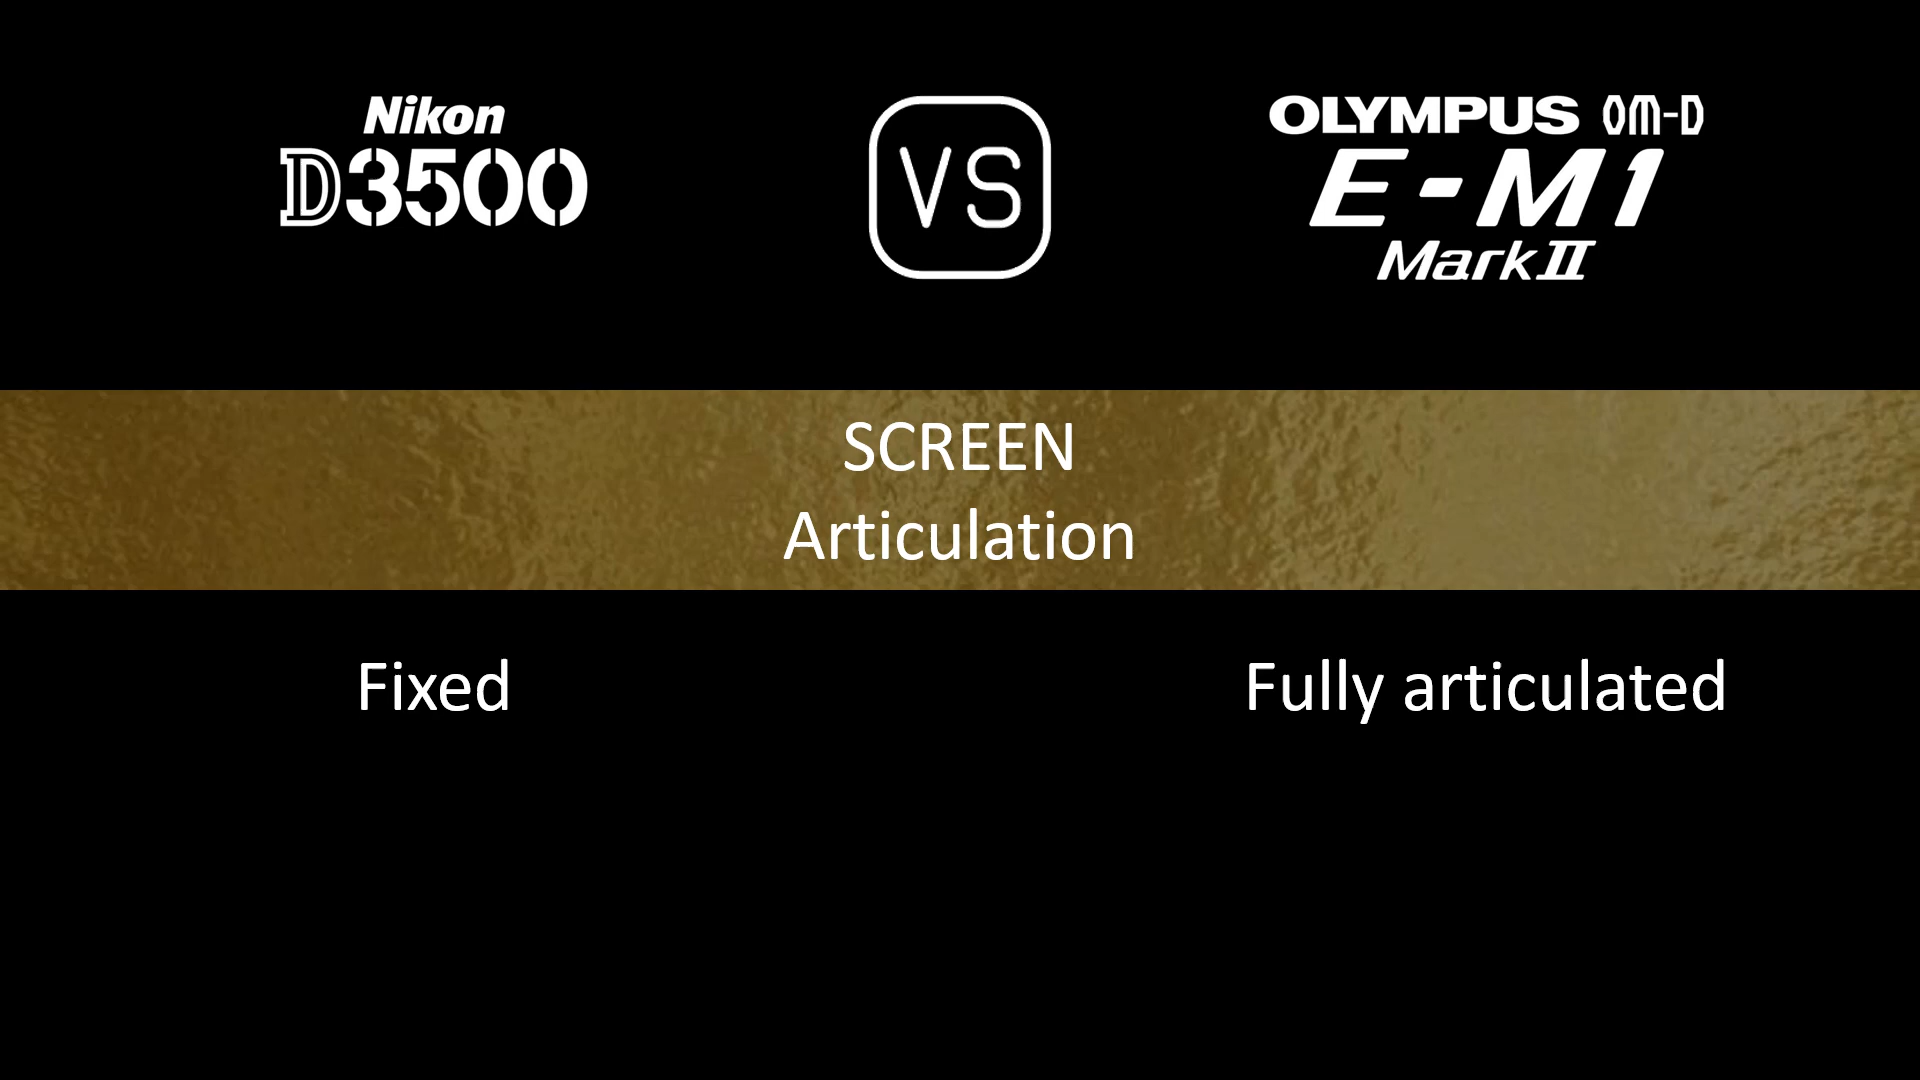 Nikon
D3500
VS
OLYMPUS OM-D
E-M1
Mark II
SCREEN
Articulation
Fixed
Fully articulated